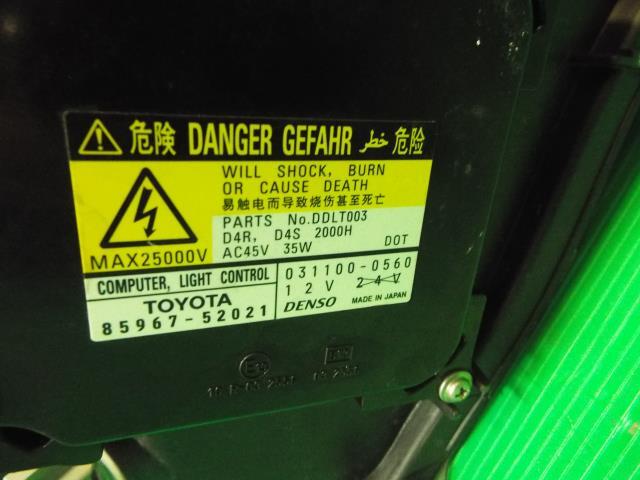 危険 DANGER GEFAHR خطر 危险
WILL SHOCK, BURN
OR CAUSE DEATH
易触电而导致烧伤甚至死亡
MAX25000V
PARTS No.DDLT003
D4R, D4S 2000H
AC45V 35W DOT
COMPUTER, LIGHT CONTROL
TOYOTA
85967-52021
031100-0560
12V 24V
DENSO MADE IN JAPAN